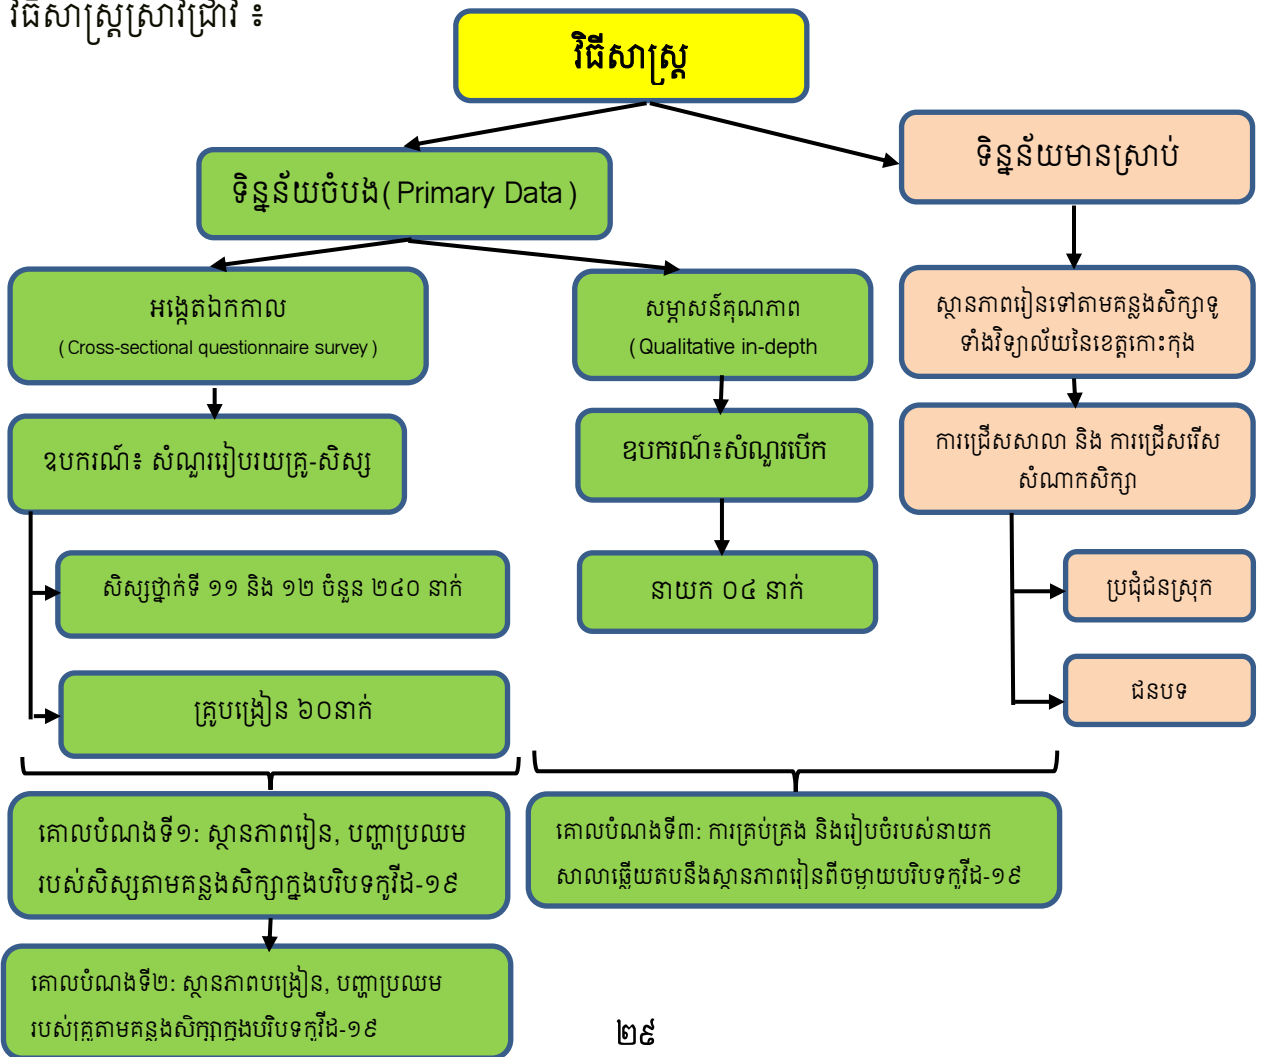 វិធីសាស្ត្រស្រាវជ្រាវ ៖
វិធីសាស្ត្រ
ទិន្នន័យចំបង(Primary Data)
ទិន្នន័យមានស្រាប់
អង្កេតឯកកាល
(Cross-sectional questionnaire survey)
សម្ភាសន៍គុណភាព
(Qualitative in-depth
ស្ថានភាពរៀនទៅតាមគន្លងសិក្សាទូ
ទាំងវិទ្យាល័យនៃខេត្តកោះកុង
ឧបករណ៍៖ សំណួររៀបរយគ្រូ-សិស្ស
ឧបករណ៍៖សំណួរបើក
ការជ្រើសសាលា និង ការជ្រើសរើស
សំណាកសិក្សា
សិស្សថ្នាក់ទី ១១ និង ១២ ចំនួន ២៤០ នាក់
នាយក ០៤ នាក់
ប្រជុំជនស្រុក
គ្រូបង្រៀន ៦០នាក់
ជនបទ
គោលបំណងទី១: ស្ថានភាពរៀន, បញ្ហាប្រឈម
របស់សិស្សតាមគន្លងសិក្សាក្នុងបរិបទកូវីដ-១៩
គោលបំណងទី៣: ការគ្រប់គ្រង និងរៀបចំរបស់នាយក
សាលាឆ្លើយតបនឹងស្ថានភាពរៀនពីចម្ងាយបរិបទកូវីដ-១៩
គោលបំណងទី២: ស្ថានភាពបង្រៀន, បញ្ហាប្រឈម
របស់គ្រូតាមគន្លងសិក្សាក្នុងបរិបទកូវីដ-១៩
២៩